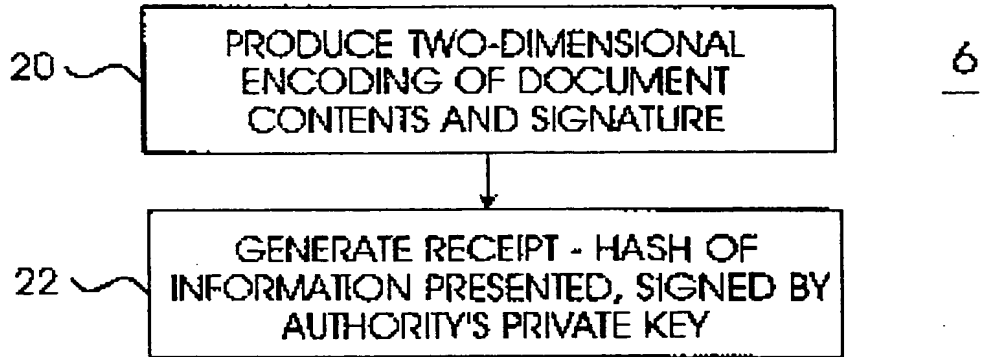 20
PRODUCE TWO-DIMENSIONAL
ENCODING OF DOCUMENT
CONTENTS AND SIGNATURE
6
22
GENERATE RECEIPT - HASH OF
INFORMATION PRESENTED, SIGNED BY
AUTHORITY'S PRIVATE KEY